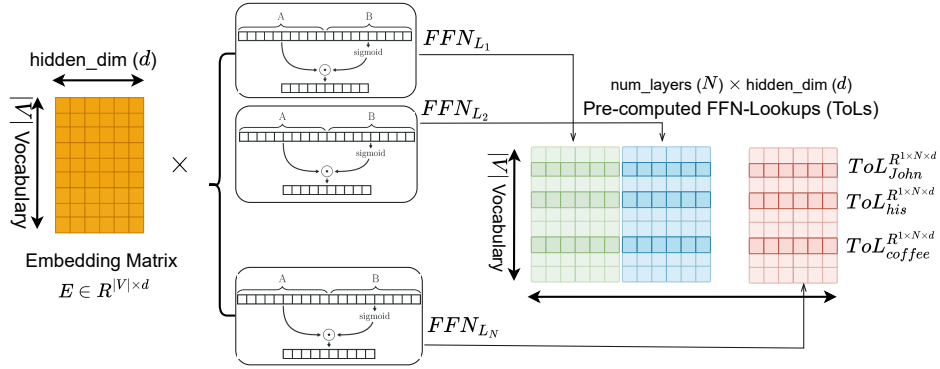 hidden_dim (d)
|V| Vocabulary
Embedding Matrix
E ∈ R^{|V|×d}
×
A B
sigmoid
FFN_{L_1}
A B
sigmoid
FFN_{L_2}
A B
sigmoid
FFN_{L_N}
num_layers (N) × hidden_dim (d)
Pre-computed FFN-Lookups (ToLs)
|V| Vocabulary
ToL_{John}^{R^{1×N×d}}
ToL_{his}^{R^{1×N×d}}
ToL_{coffee}^{R^{1×N×d}}